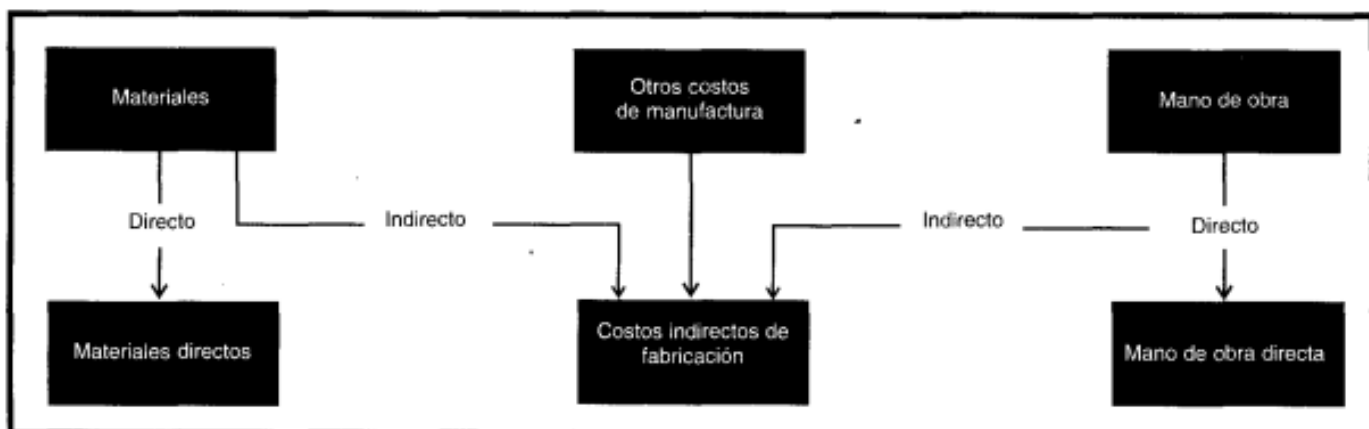 Materiales
Otros costos
de manufactura
Mano de obra
Directo
Indirecto
Indirecto
Directo
Materiales directos
Costos indirectos de
fabricación
Mano de obra directa